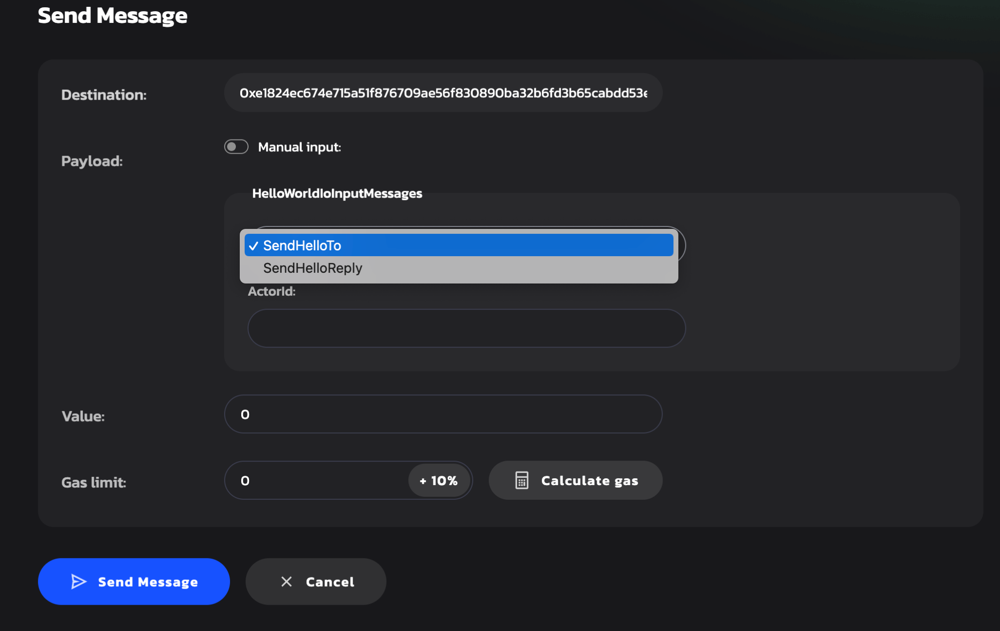 Send Message
Destination:
0xe1824ec674e715a51f876709ae56f830890ba32b6fd3b65cabdd53e
Manual input:
Payload:
HelloWorldIoInputMessages
✓ SendHelloTo
SendHelloReply
ActorId:
Value:
0
Gas limit:
0
+ 10%
Calculate gas
Send Message
Cancel